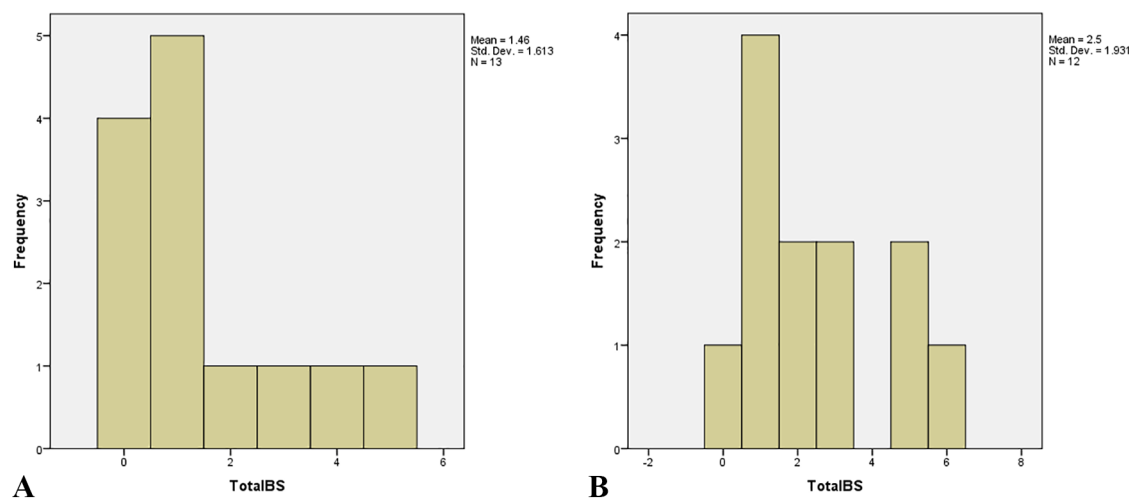 5
4
3
2
1
0
Frequency
0 2 4 6
TotalBS
Mean = 1.46
Std. Dev. = 1.613
N = 13
A
4
3
2
1
0
Frequency
-2 0 2 4 6 8
TotalBS
Mean = 2.5
Std. Dev. = 1.931
N = 12
B